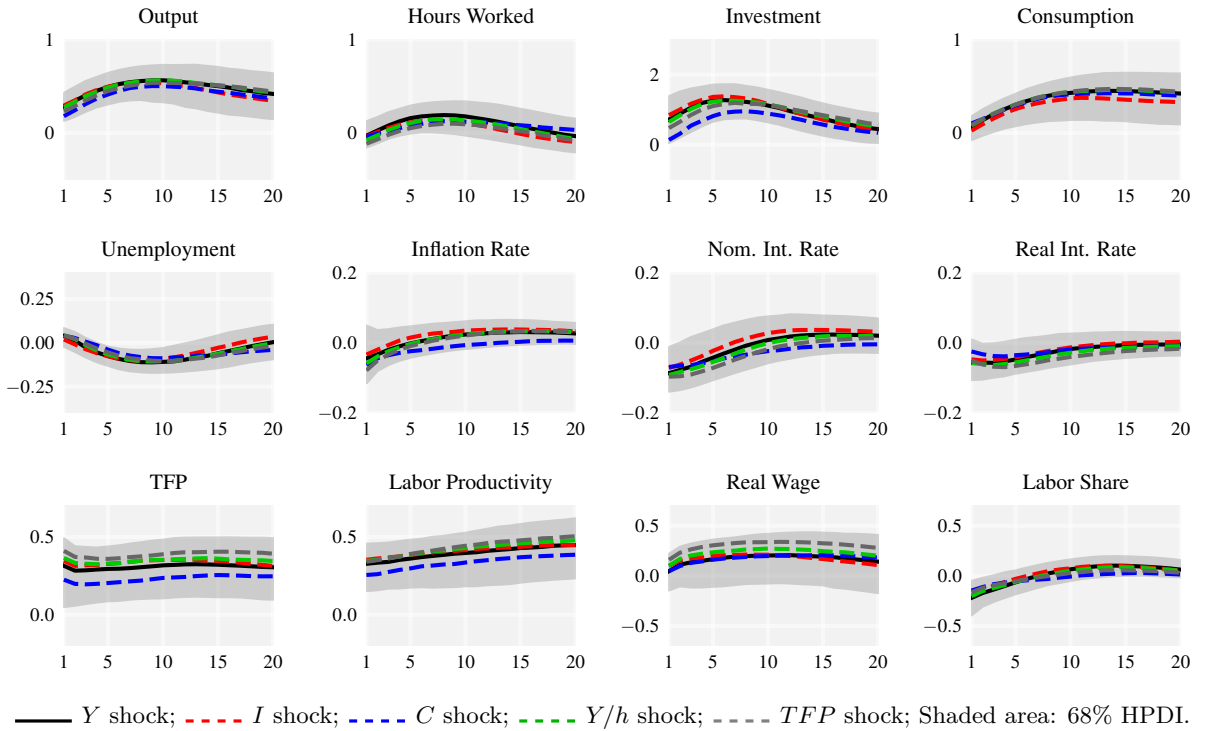 Output
Hours Worked
Investment
Consumption
1
0
1 5 10 15 20
1
0
1 5 10 15 20
2
0
1 5 10 15 20
1
0
1 5 10 15 20
Unemployment
Inflation Rate
Nom. Int. Rate
Real Int. Rate
0.25
0.00
−0.25
1 5 10 15 20
0.2
0.0
−0.2
1 5 10 15 20
0.2
0.0
−0.2
1 5 10 15 20
0.2
0.0
−0.2
1 5 10 15 20
TFP
Labor Productivity
Real Wage
Labor Share
0.5
0.0
1 5 10 15 20
0.5
0.0
1 5 10 15 20
0.5
0.0
−0.5
1 5 10 15 20
0.5
0.0
−0.5
1 5 10 15 20
Y shock; I shock; C shock; Y/h shock; TFP shock; Shaded area: 68% HPDI.